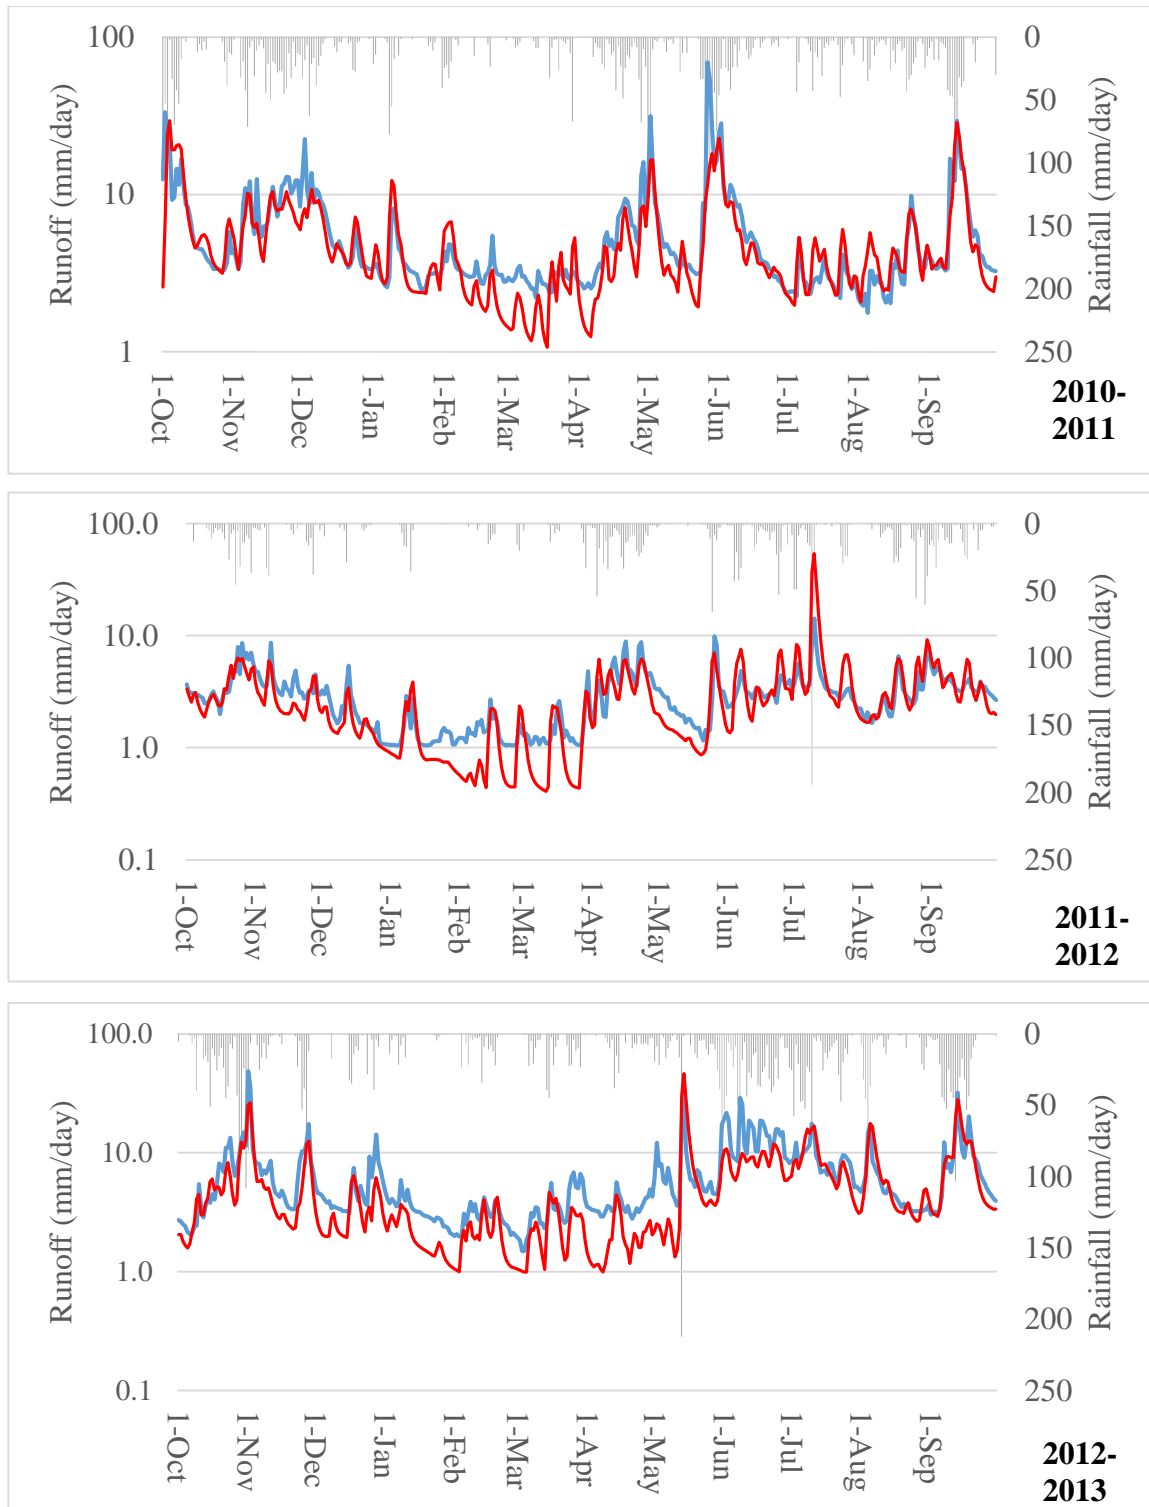 100
10
1
Runoff (mm/day)
0
50
100
150
200
250
Rainfall (mm/day)
1-Oct
1-Nov
1-Dec
1-Jan
1-Feb
1-Mar
1-Apr
1-May
1-Jun
1-Jul
1-Aug
1-Sep
2010-
2011
100.0
10.0
1.0
0.1
Runoff (mm/day)
0
50
100
150
200
250
Rainfall (mm/day)
1-Oct
1-Nov
1-Dec
1-Jan
1-Feb
1-Mar
1-Apr
1-May
1-Jun
1-Jul
1-Aug
1-Sep
2011-
2012
100.0
10.0
1.0
0.1
Runoff (mm/day)
0
50
100
150
200
250
Rainfall (mm/day)
1-Oct
1-Nov
1-Dec
1-Jan
1-Feb
1-Mar
1-Apr
1-May
1-Jun
1-Jul
1-Aug
1-Sep
2012-
2013